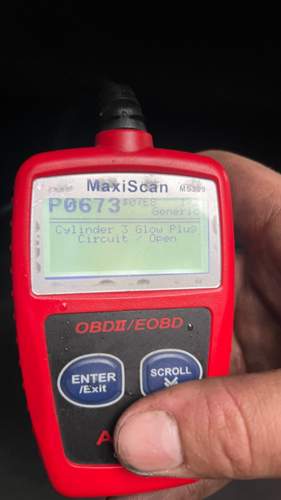 MaxiScan MS309
P0673
Generic
Cylinder 3 Glow Plug
Circuit / Open
OBDII/EOBD
ENTER
/Exit
SCROLL